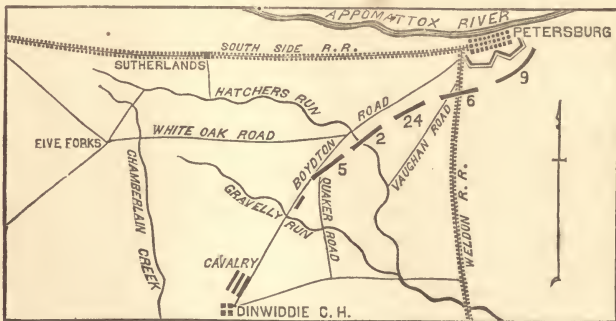 APPOMATTOX RIVER
PETERSBURG
SOUTH SIDE R.R.
SUTHERLANDS
HATCHERS RUN
BOYDTON ROAD
9
6
24
2
5
WHITE OAK ROAD
EIVE FORKS
VAUGHAN ROAD
CHAMBERLAIN CREEK
GRAVELLY RUN
QUAKER ROAD
WELDON R.R.
CAVALRY
DINWIDDIE C.H.